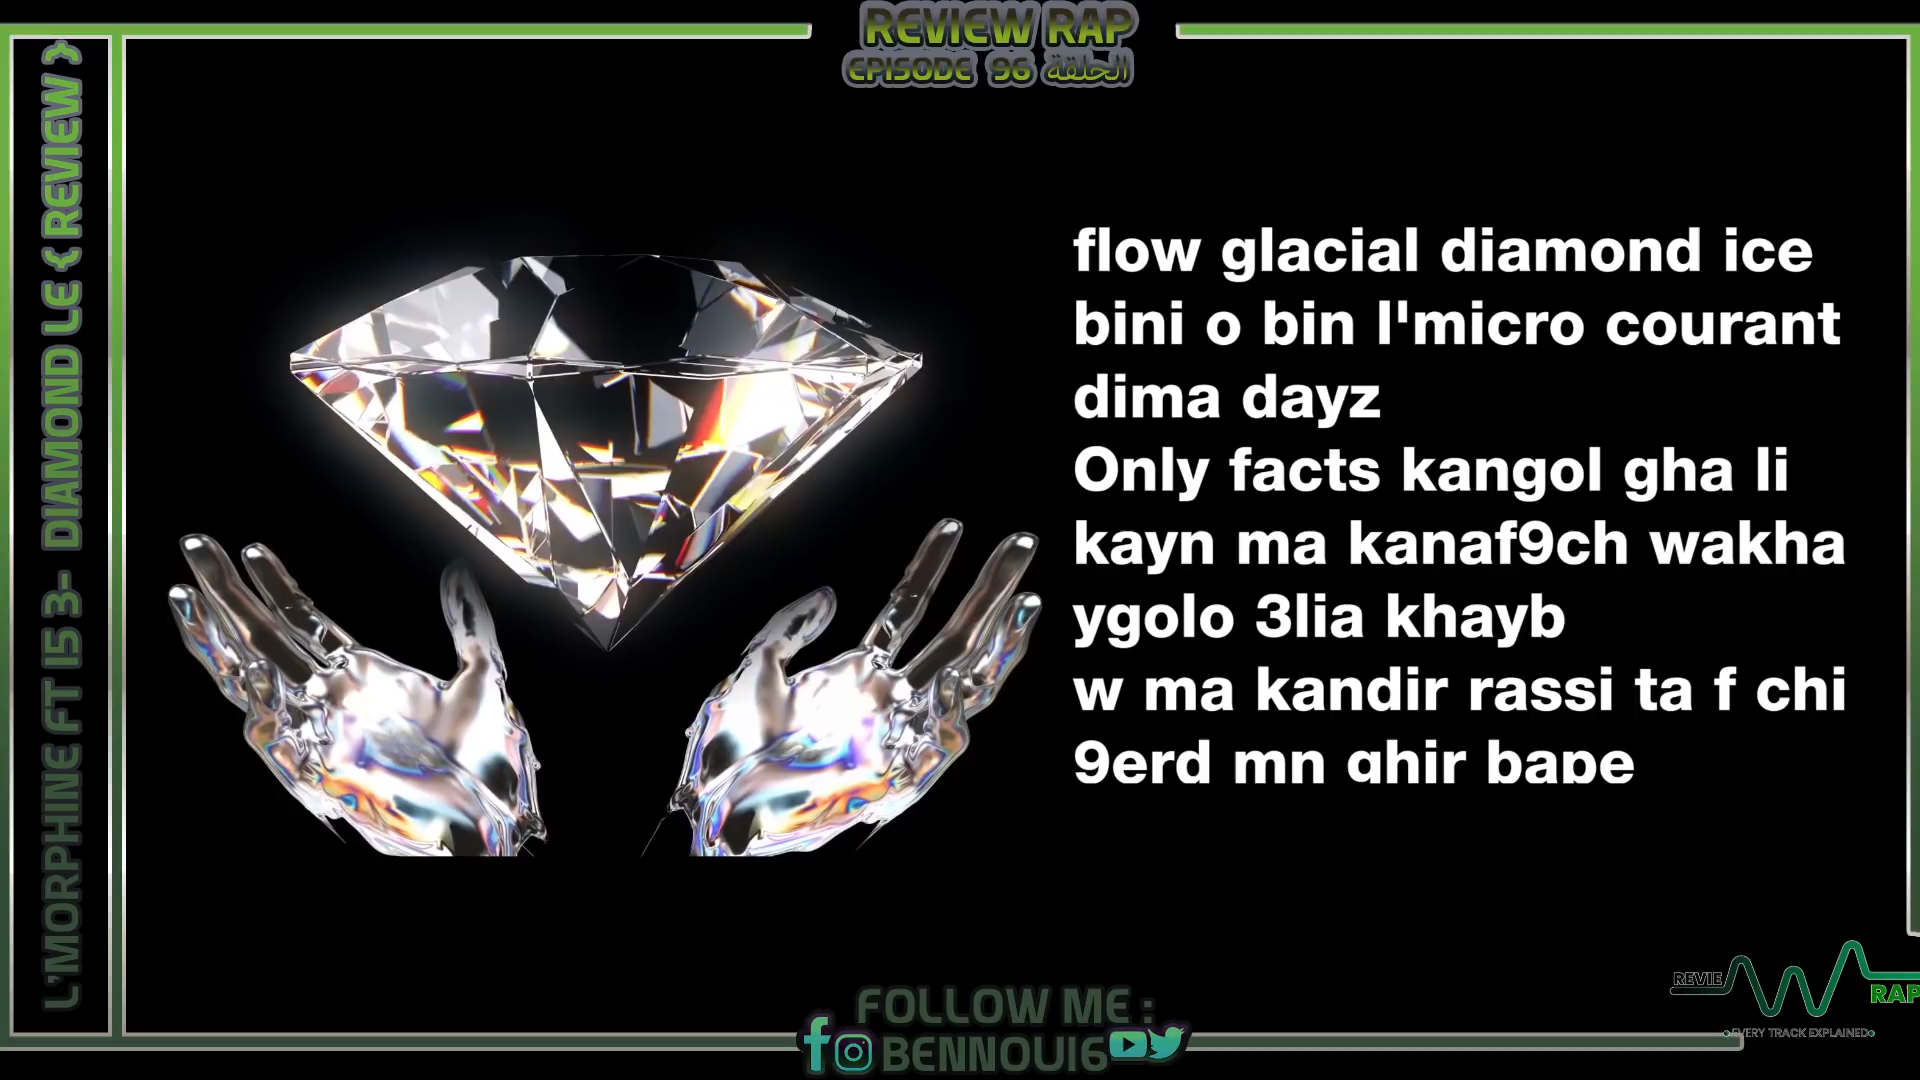 REVIEW RAP
EPISODE 96 الحلقة
L'MORPHINE FT 15 3- DIAMOND LE { REVIEW }
flow glacial diamond ice
bini o bin l'micro courant
dima dayz
Only facts kangol gha li
kayn ma kanaf9ch wakha
ygolo 3lia khayb
w ma kandir rassi ta f chi
9erd mn ghir bape
REVIE
RAP
EVERY TRACK EXPLAINED
FOLLOW ME :
BENNOUI6